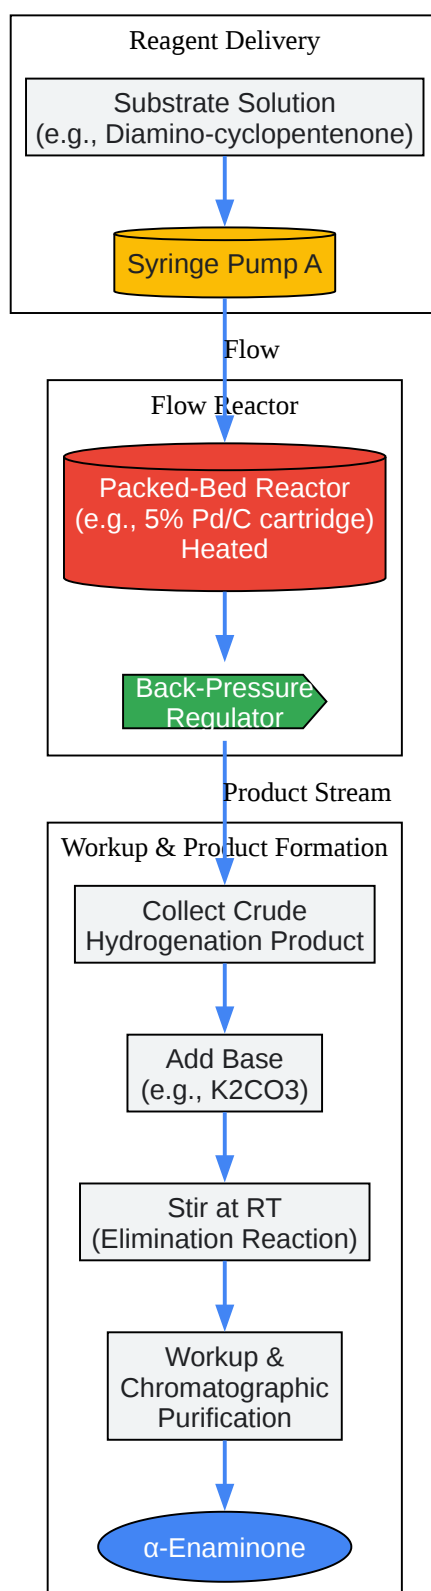 Reagent Delivery
Substrate Solution
(e.g., Diamino-cyclopentenone)
Syringe Pump A
Flow
Flow Reactor
Packed-Bed Reactor
(e.g., 5% Pd/C cartridge)
Heated
Back-Pressure
Regulator
Product Stream
Workup & Product Formation
Collect Crude
Hydrogenation Product
Add Base
(e.g., K2CO3)
Stir at RT
(Elimination Reaction)
Workup &
Chromatographic
Purification
α-Enaminone